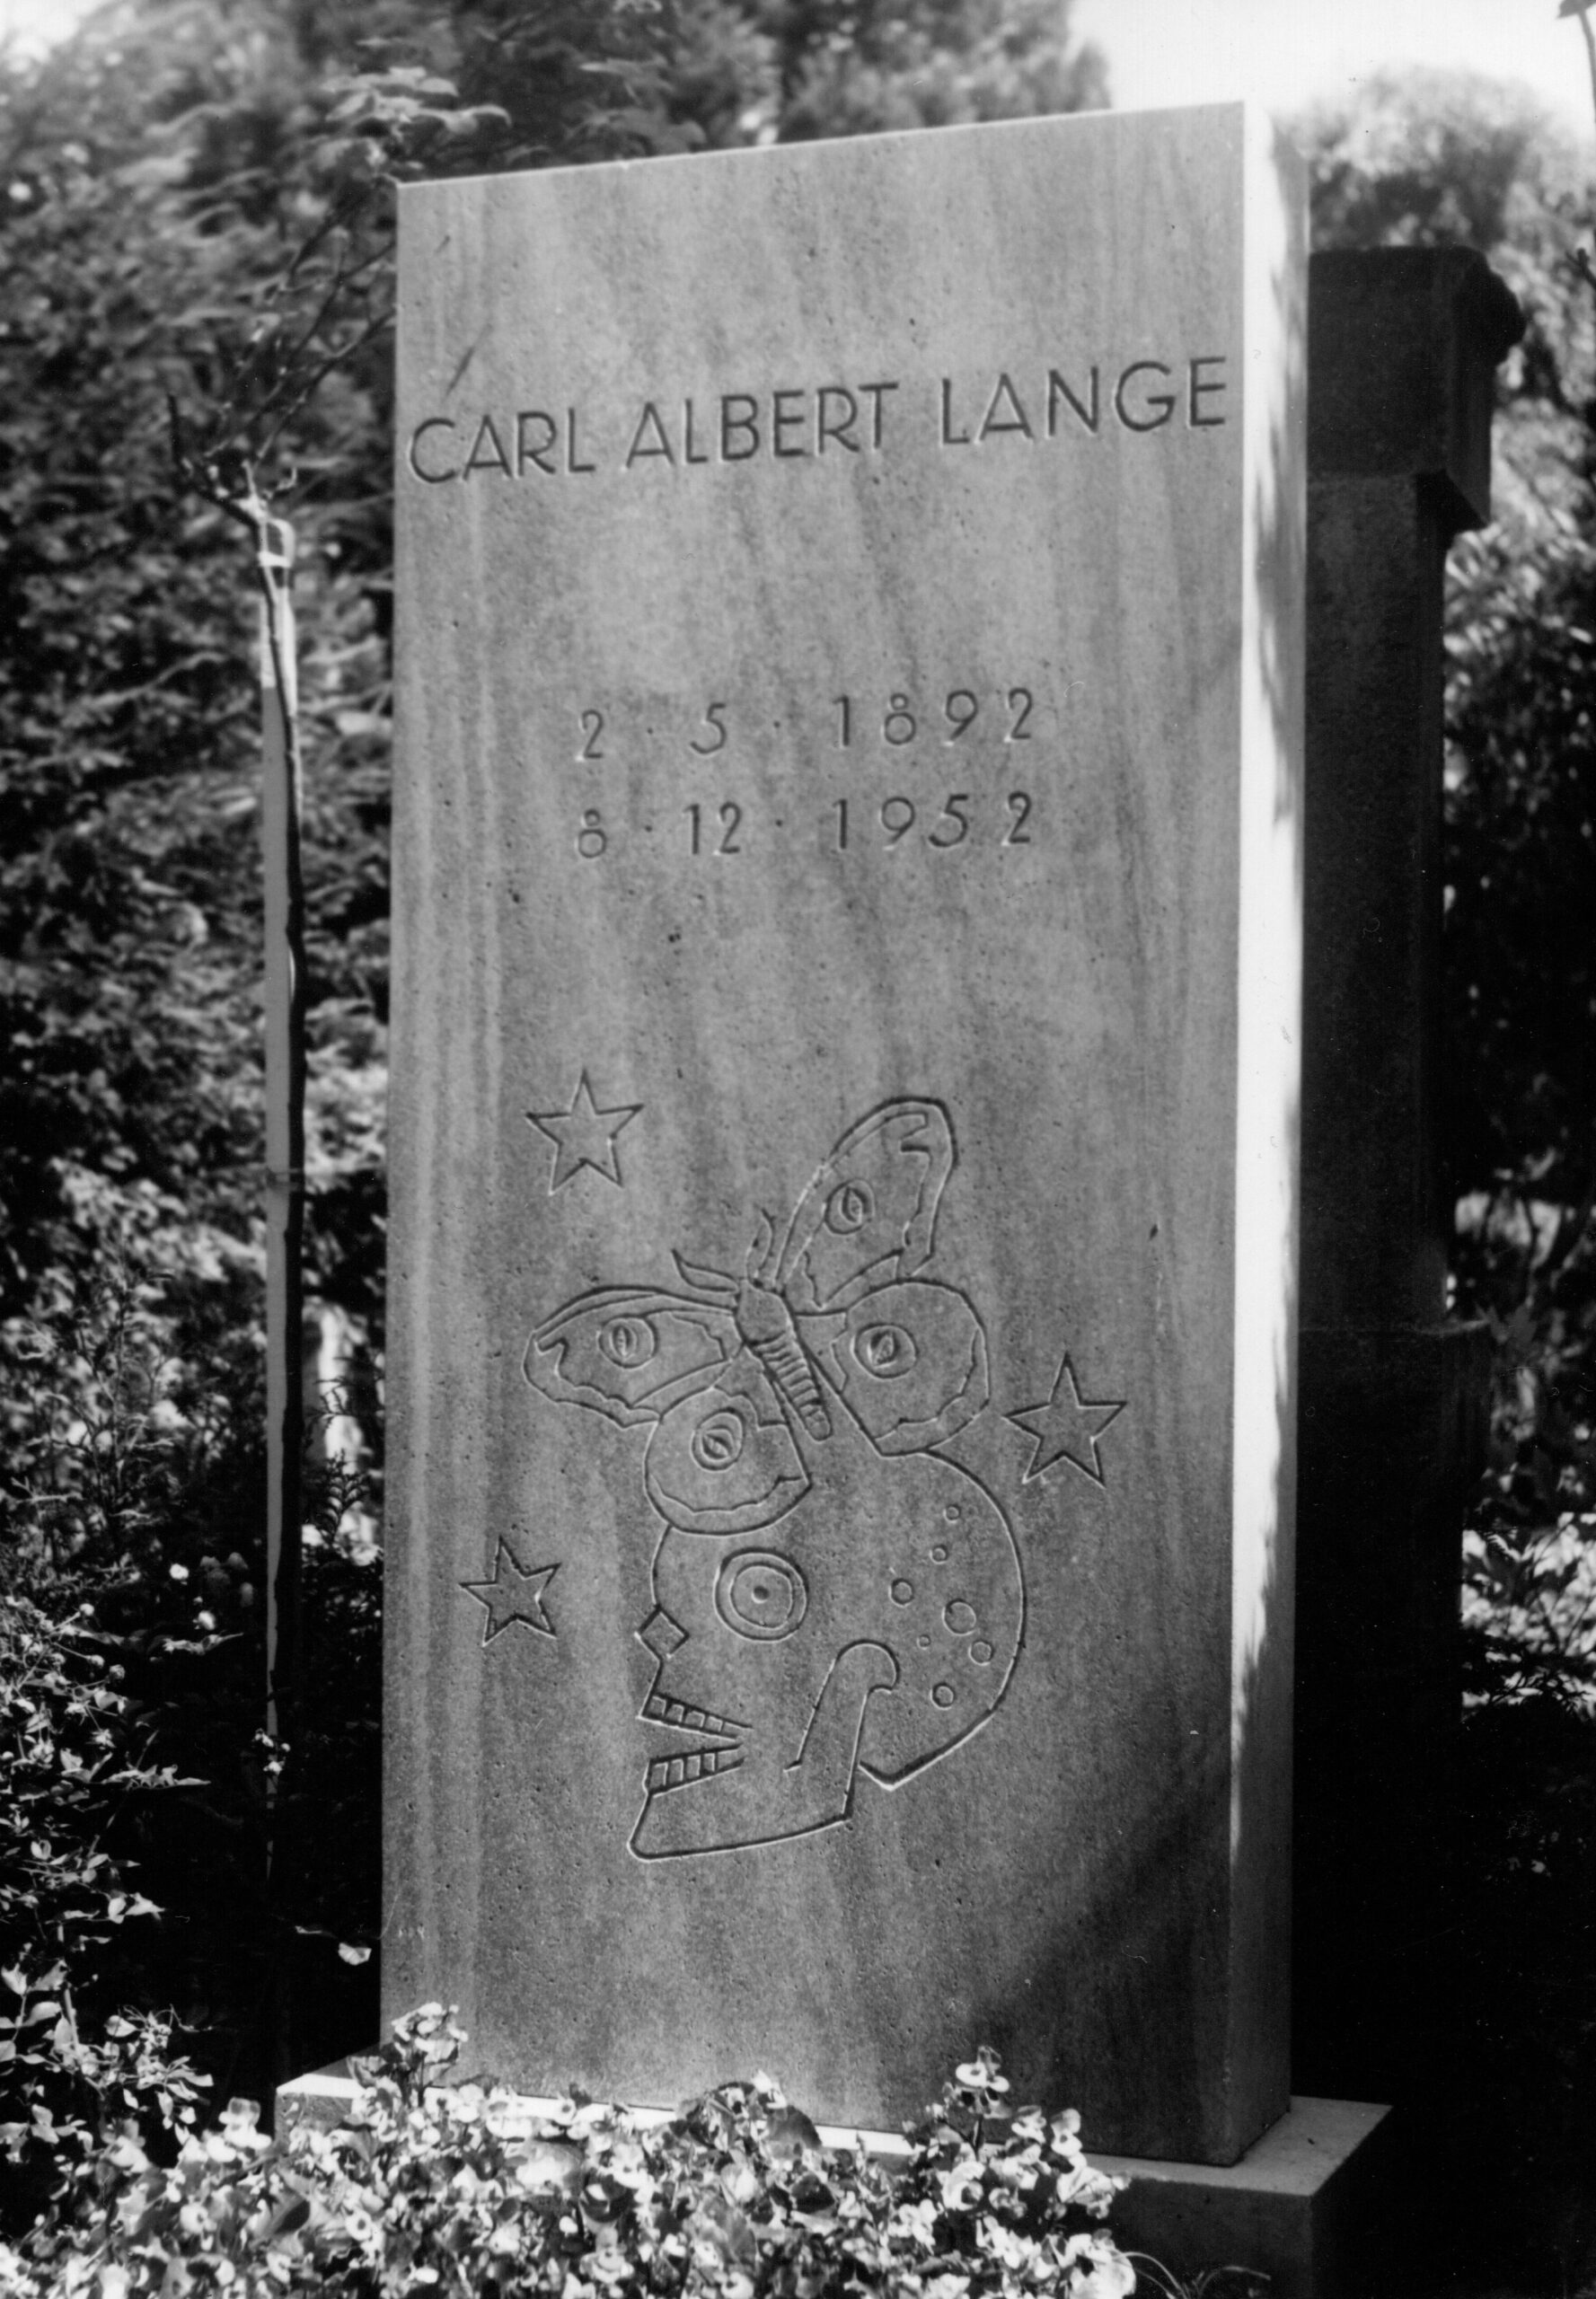 CARL ALBERT LANGE
2 · 5 · 1892
8 · 12 · 1952